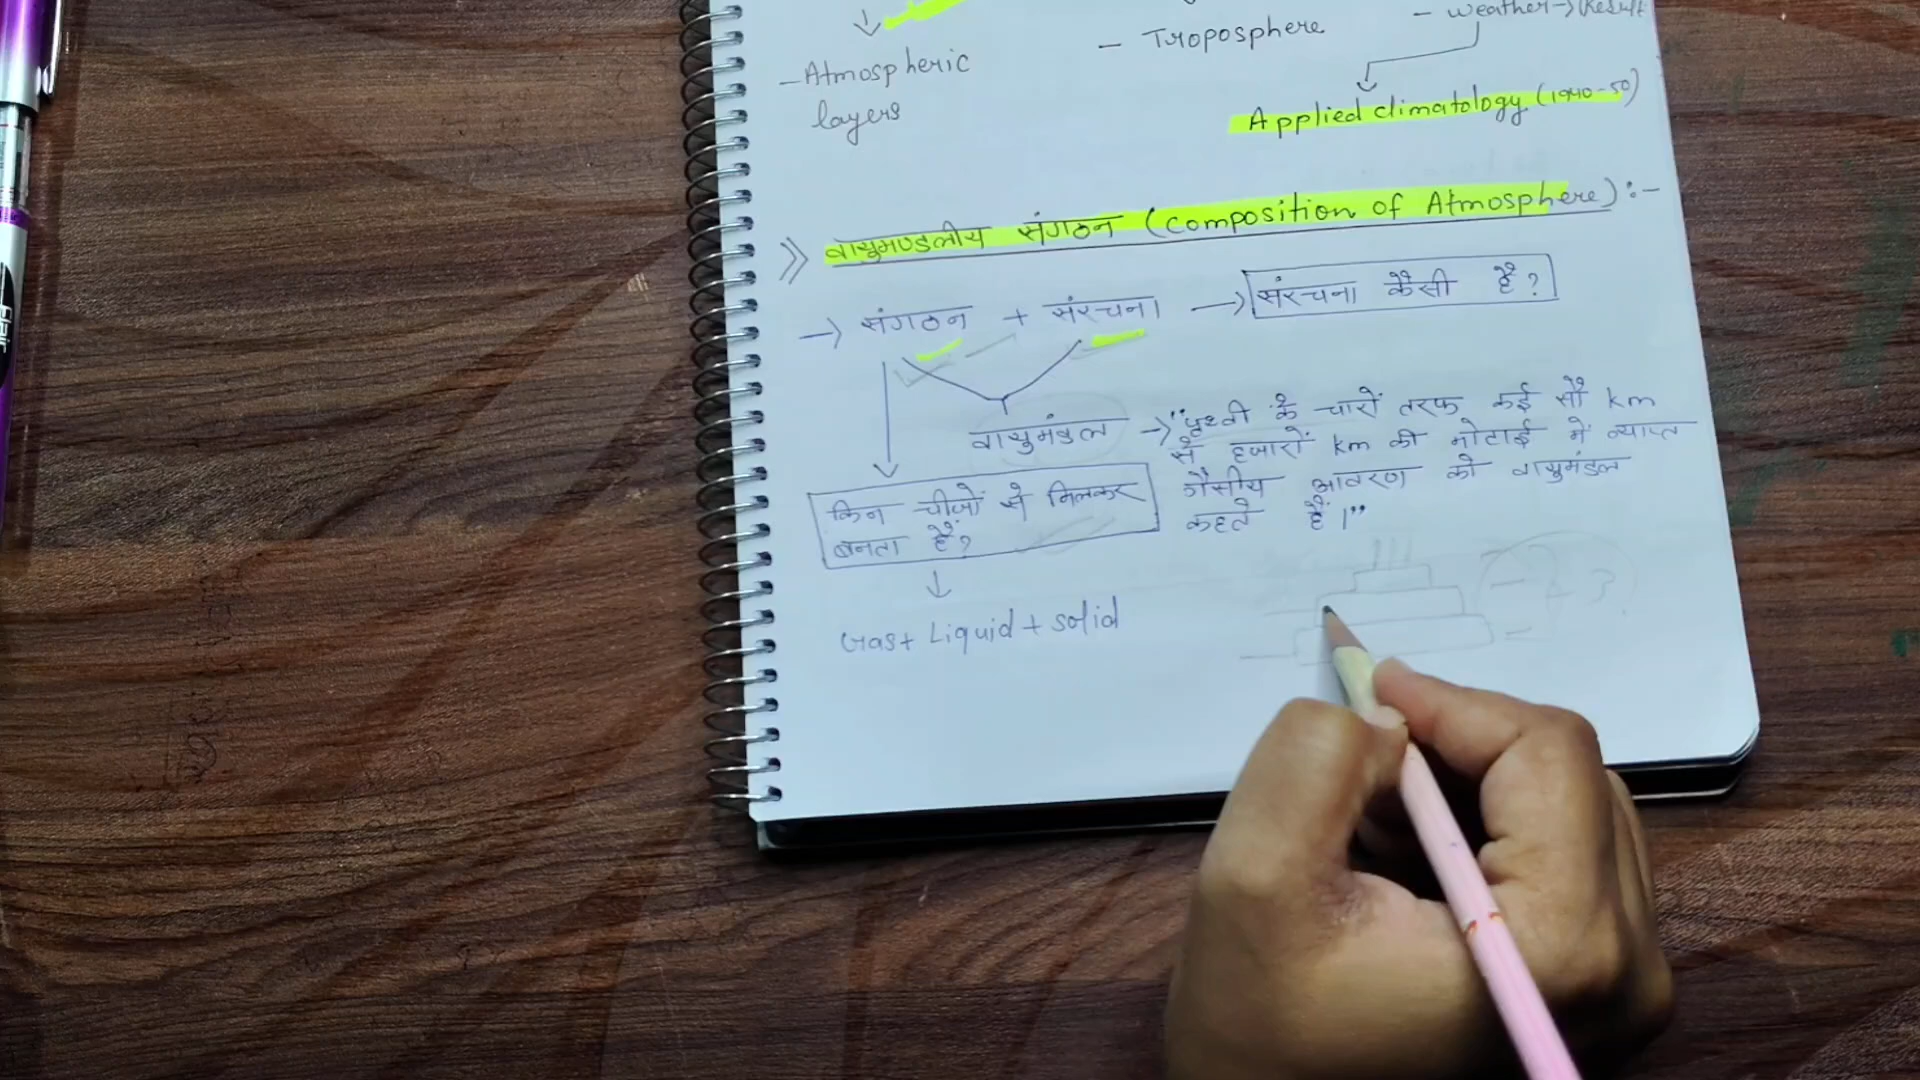 - Troposphere
- weather→Result
- Atmospheric
layers
Applied climatology (1940-50)
वायुमण्डलीय संगठन (composition of Atmosphere) :-
→ संगठन + संरचना → संरचना कैसी है ?
वायुमंडल → "पृथ्वी के चारों तरफ कई सौ km
से हजारों km की मोटाई में व्याप्त
गैसीय आवरण को वायुमंडल
कहते हैं।"
किन चीजों से मिलकर
बनता है?
Gas + Liquid + solid